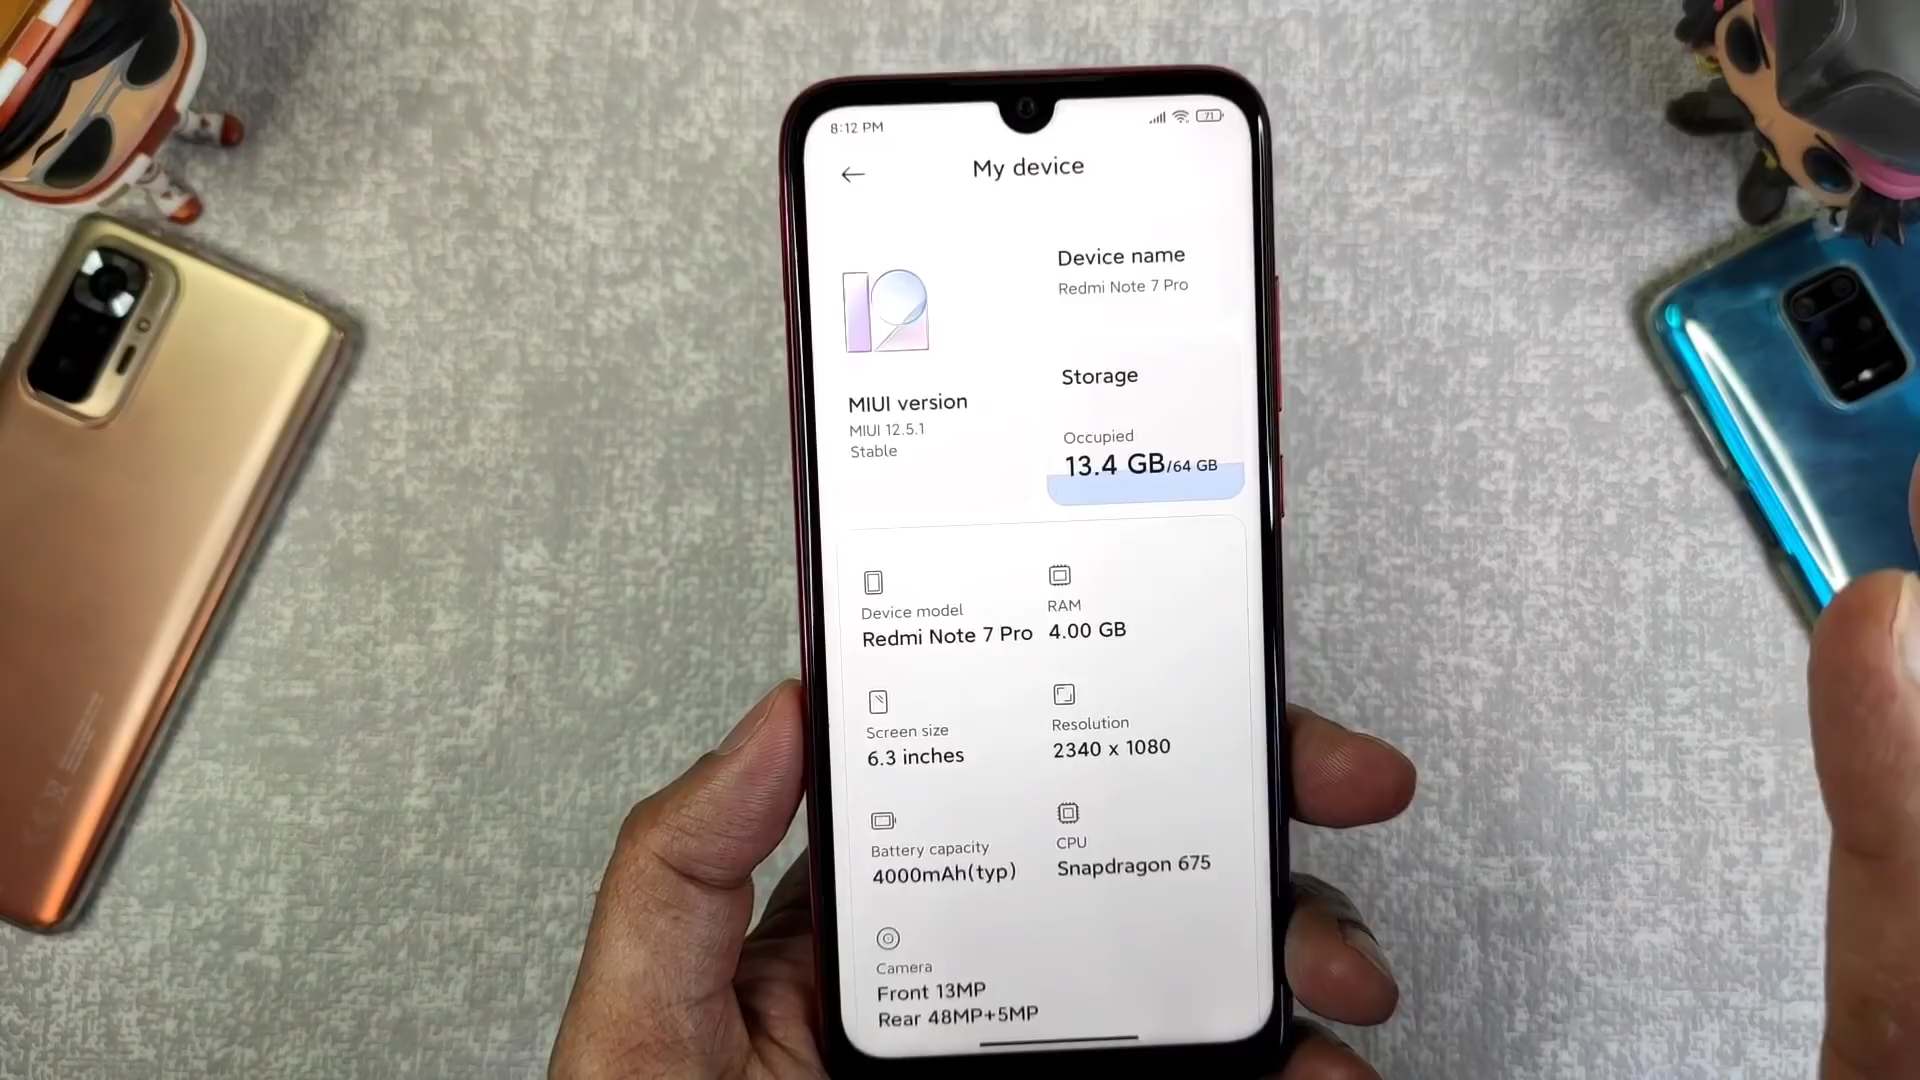 8:12 PM
71
My device
Device name
Redmi Note 7 Pro
12
MIUI version
MIUI 12.5.1
Stable
Storage
Occupied
13.4 GB/64 GB
Device model
Redmi Note 7 Pro
RAM
4.00 GB
Screen size
6.3 inches
Resolution
2340 x 1080
Battery capacity
4000mAh(typ)
CPU
Snapdragon 675
Camera
Front 13MP
Rear 48MP+5MP